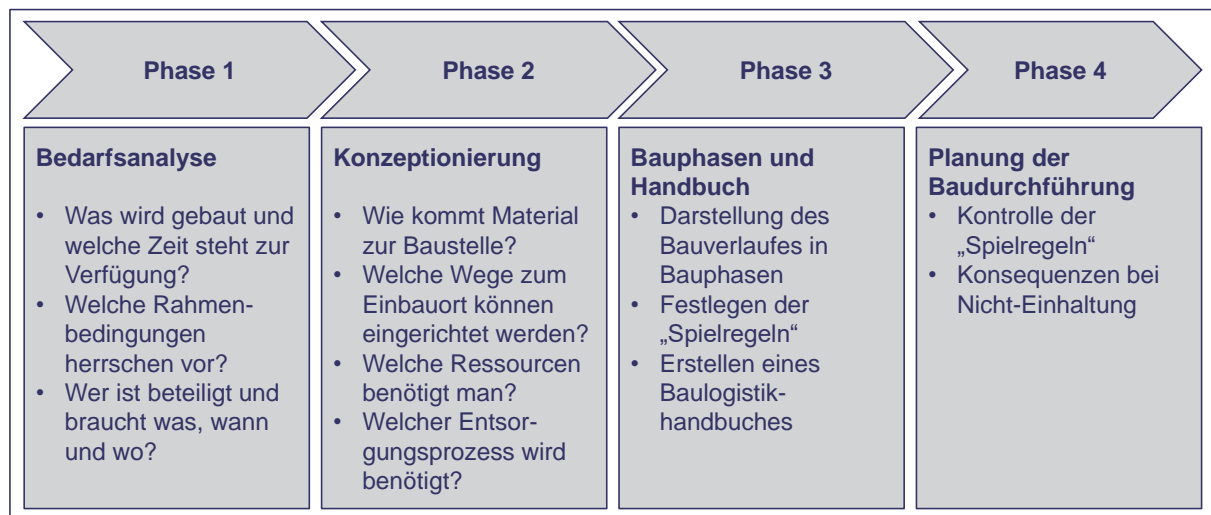 Phase 1
Phase 2
Phase 3
Phase 4
Bedarfsanalyse
• Was wird gebaut und
welche Zeit steht zur
Verfügung?
• Welche Rahmen-
bedingungen
herrschen vor?
• Wer ist beteiligt und
braucht was, wann
und wo?
Konzeptionierung
• Wie kommt Material
zur Baustelle?
• Welche Wege zum
Einbauort können
eingerichtet werden?
• Welche Ressourcen
benötigt man?
• Welcher Entsor-
gungsprozess wird
benötigt?
Bauphasen und
Handbuch
• Darstellung des
Bauverlaufes in
Bauphasen
• Festlegen der
„Spielregeln“
• Erstellen eines
Baulogistik-
handbuches
Planung der
Baudurchführung
• Kontrolle der
„Spielregeln“
• Konsequenzen bei
Nicht-Einhaltung